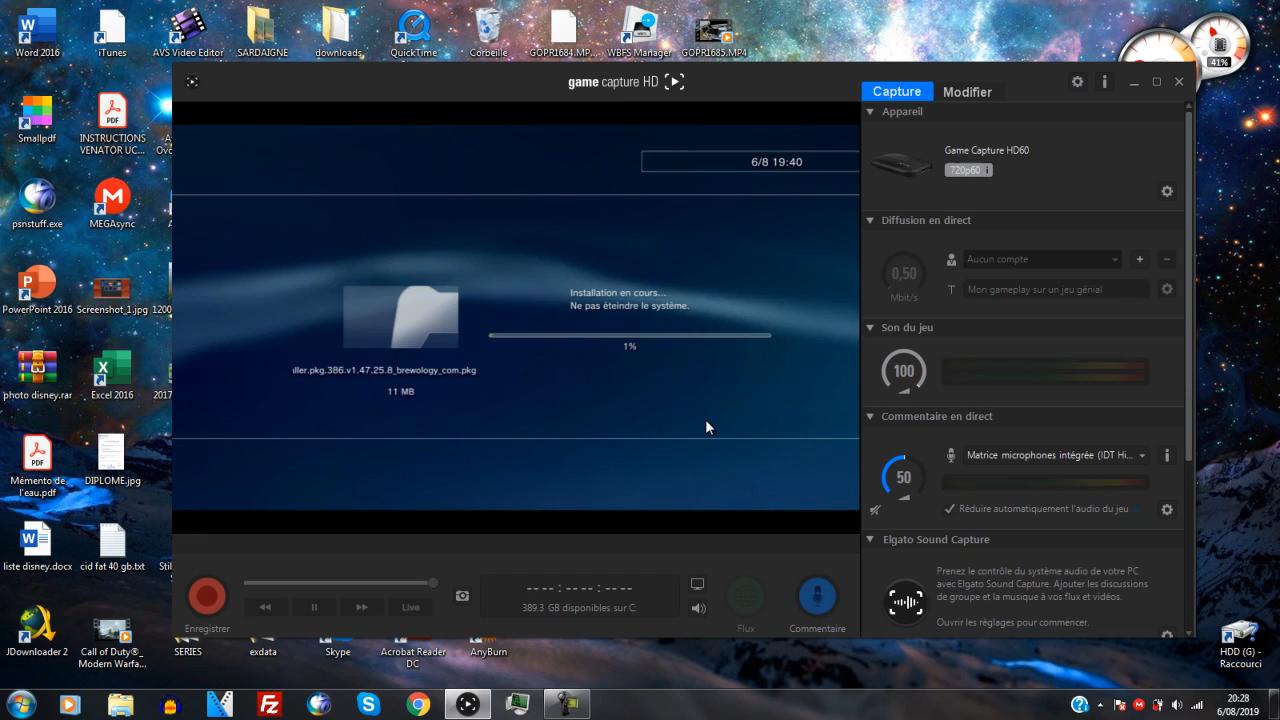 Word 2016
iTunes
AVS Video Editor
SARDAIGNE
downloads
QuickTime
Corbeille
GOPR1684.MP...
WBFS Manager
GOPR1685.MP4
41%
game capture HD
Capture
Modifier
Smallpdf
INSTRUCTIONS
VENATOR UC...
psnstuff.exe
MEGAsync
PowerPoint 2016
Screenshot_1.jpg
1200
photo disney.rar
Excel 2016
2017
Mémento de
l'eau.pdf
DIPLOME.jpg
liste disney.docx
cid fat 40 gb.txt
Stil
JDownloader 2
Call of Duty®_
Modern Warfa...
SERIES
exdata
Skype
Acrobat Reader
DC
AnyBurn
HDD (G) -
Raccourci
6/8 19:40
Installation en cours...
Ne pas éteindre le système.
1%
ller.pkg.386.v1.47.25.8_brewology_com.pkg
11 MB
Appareil
Game Capture HD60
720p60 i
Diffusion en direct
0,50
Mbit/s
Aucun compte
Mon gameplay sur un jeu génial
Son du jeu
100
Commentaire en direct
50
Matrice microphones intégrée (IDT Hi...
Réduire automatiquement l'audio du jeu
Elgato Sound Capture
Prenez le contrôle du système audio de votre PC
avec Elgato Sound Capture. Ajouter les discussions
de groupe et la musique à vos flux et vidéos.
Ouvrir les réglages pour commencer.
Enregistrer
Live
-- -- : -- -- : -- --
389.3 GB disponibles sur C:
Flux
Commentaire
20:28
6/08/2019